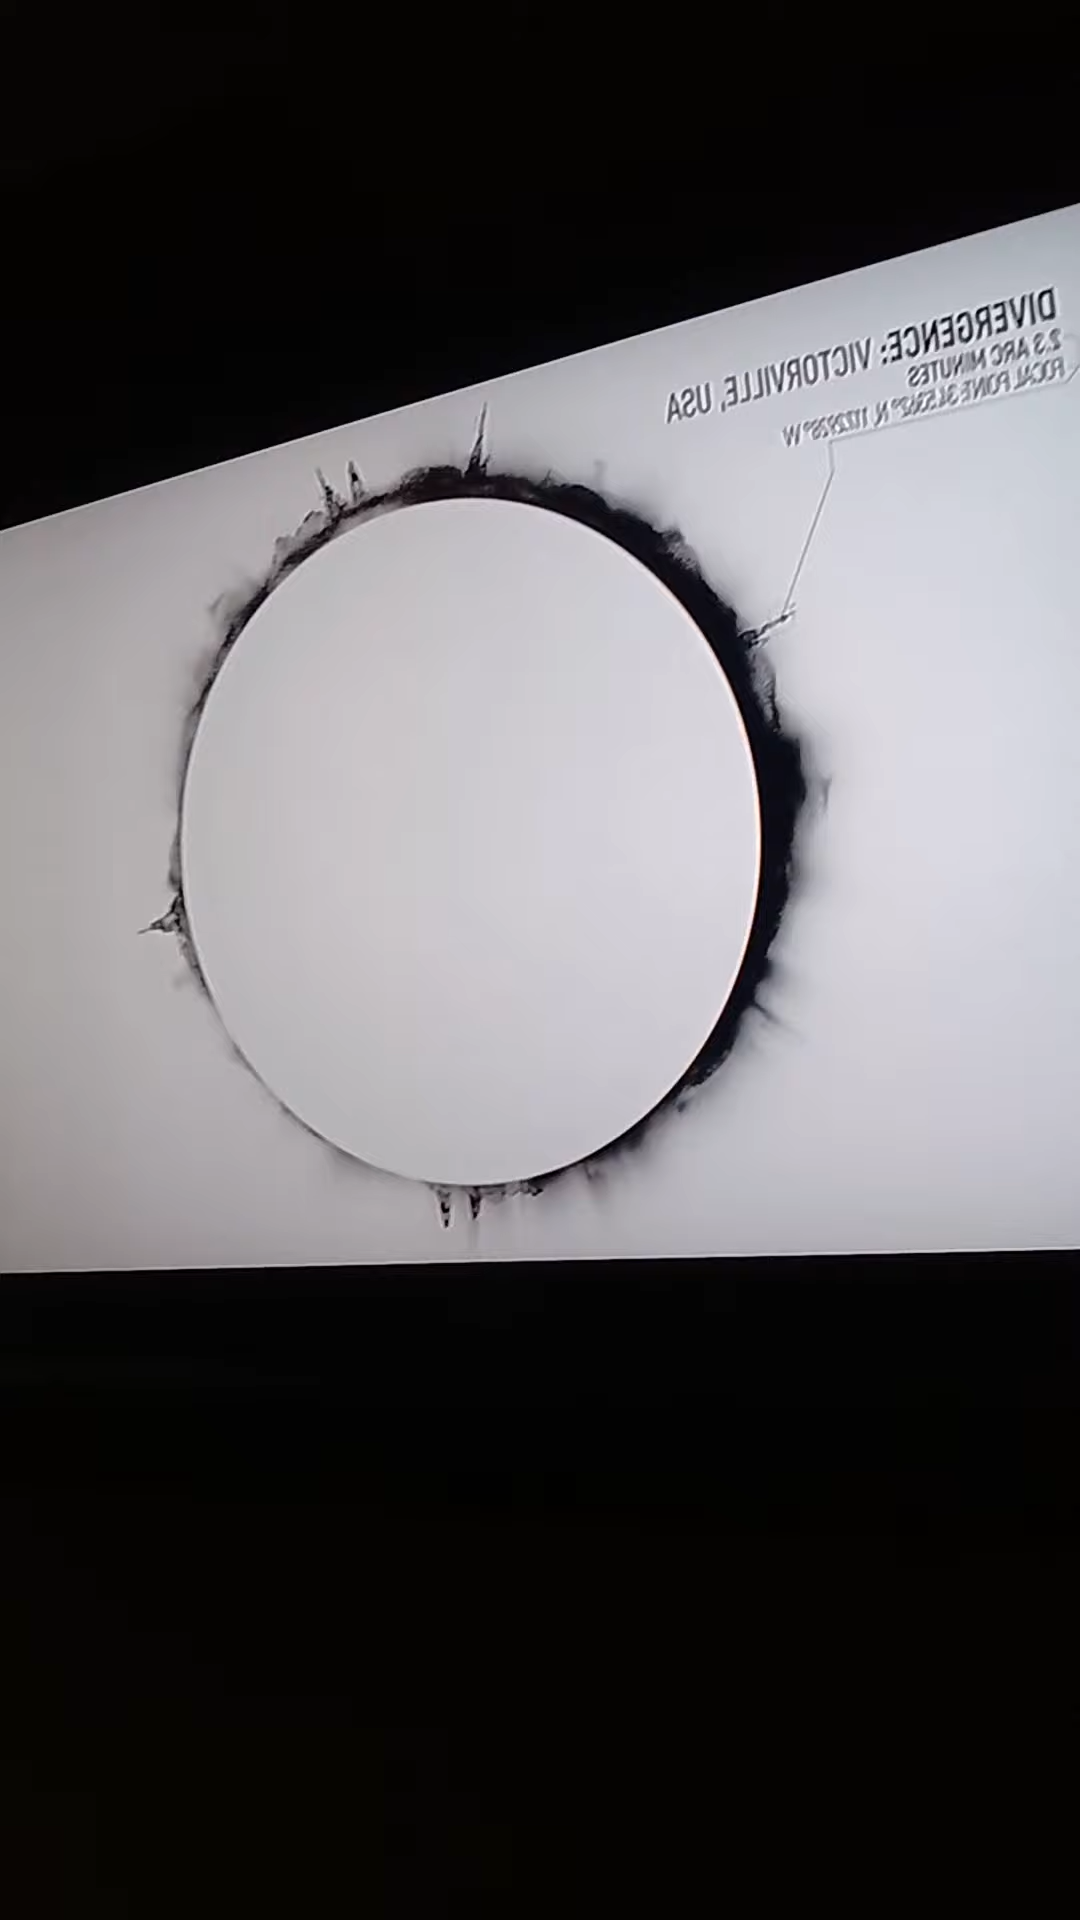 DIVERGENCE: VICTORVILLE, USA
2.3 ARC MINUTES
FOCAL POINT: 34.5362° N, 117.2928° W